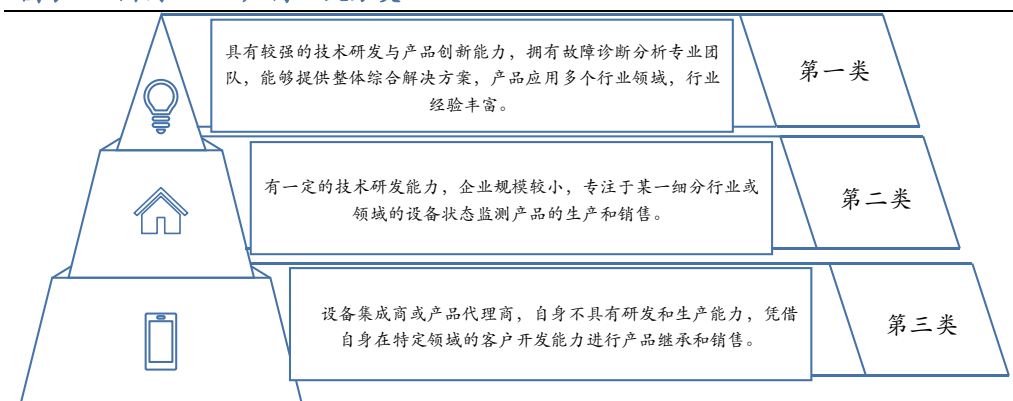 具有较强的技术研发与产品创新能力，拥有故障诊断分析专业团
队，能够提供整体综合解决方案，产品应用多个行业领域，行业
经验丰富。
第一类
有一定的技术研发能力，企业规模较小，专注于某一细分行业或
领域的设备状态监测产品的生产和销售。
第二类
设备集成商或产品代理商，自身不具有研发和生产能力，凭借
自身在特定领域的客户开发能力进行产品继承和销售。
第三类